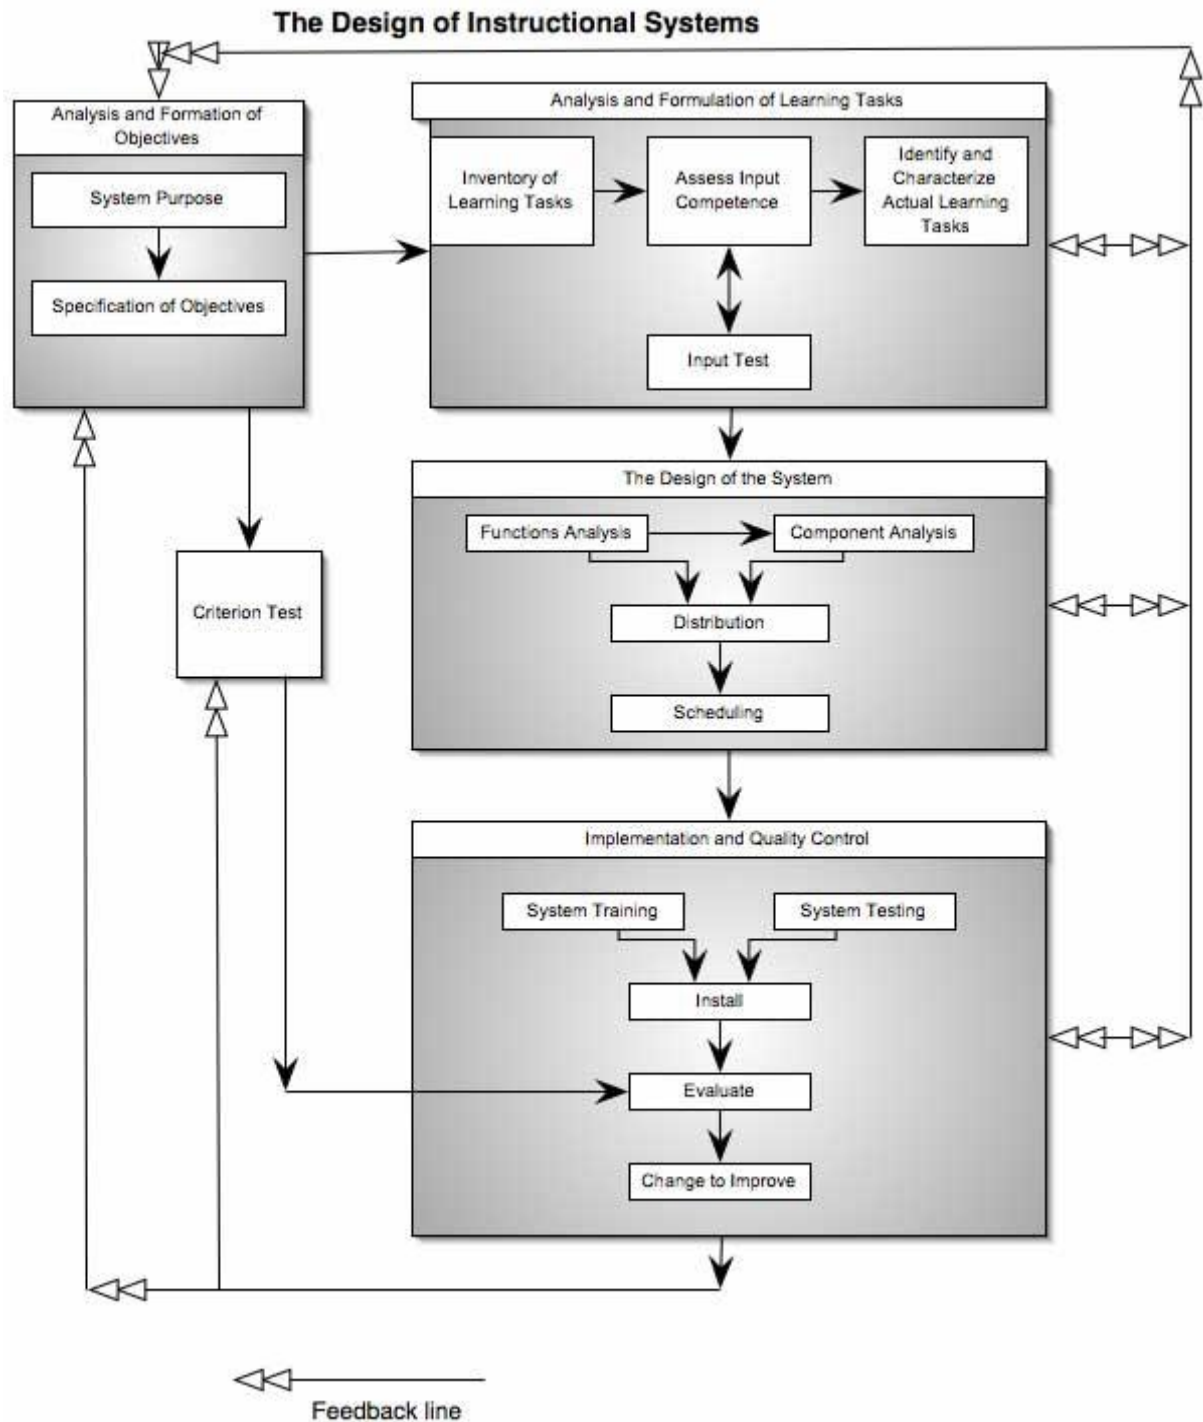 The Design of Instructional Systems
Analysis and Formation of
Objectives
System Purpose
Specification of Objectives
Analysis and Formulation of Learning Tasks
Inventory of
Learning Tasks
Assess Input
Competence
Identify and
Characterize
Actual Learning
Tasks
Input Test
Criterion Test
The Design of the System
Functions Analysis
Component Analysis
Distribution
Scheduling
Implementation and Quality Control
System Training
System Testing
Install
Evaluate
Change to Improve
Feedback line